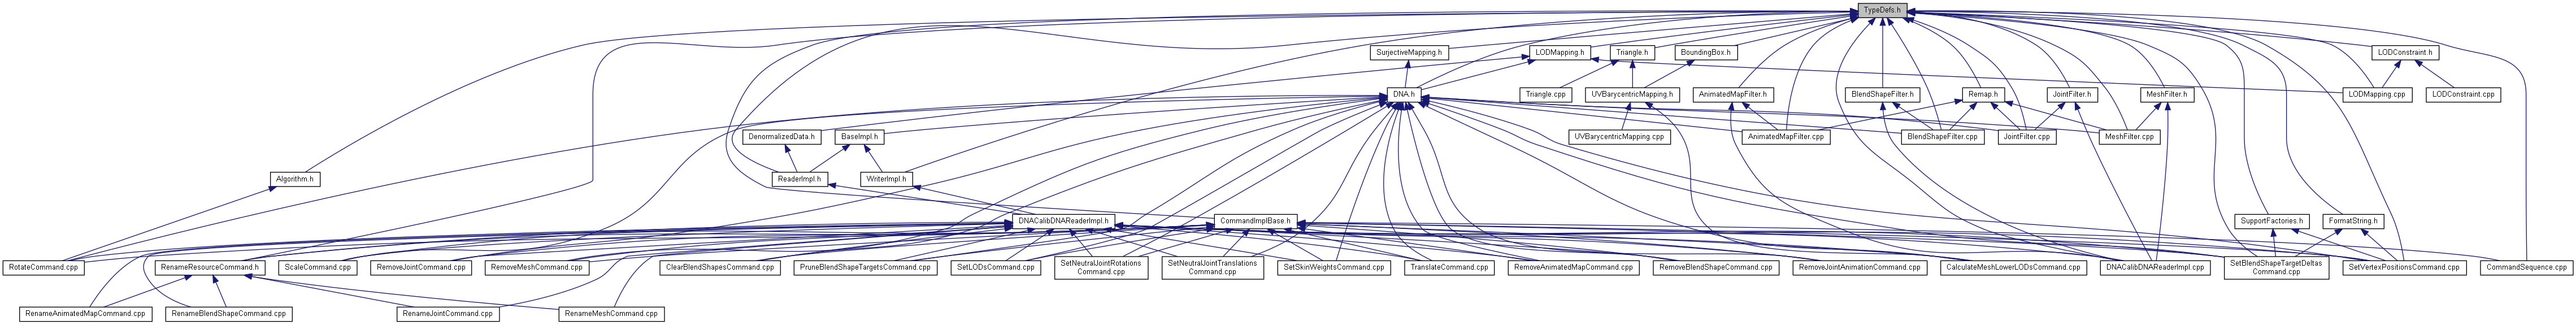 TypeDefs.h
SurjectiveMapping.h
LODMapping.h
Triangle.h
BoundingBox.h
LODConstraint.h
DNA.h
Triangle.cpp
UVBarycentricMapping.h
AnimatedMapFilter.h
BlendShapeFilter.h
Remap.h
JointFilter.h
MeshFilter.h
LODMapping.cpp
LODConstraint.cpp
DenormalizedData.h
BaseImpl.h
UVBarycentricMapping.cpp
AnimatedMapFilter.cpp
BlendShapeFilter.cpp
JointFilter.cpp
MeshFilter.cpp
Algorithm.h
ReaderImpl.h
WriterImpl.h
DNACalibDNAReaderImpl.h
CommandImplBase.h
SupportFactories.h
FormatString.h
RotateCommand.cpp
RenameResourceCommand.h
ScaleCommand.cpp
RemoveJointCommand.cpp
RemoveMeshCommand.cpp
ClearBlendShapesCommand.cpp
PruneBlendShapeTargetsCommand.cpp
SetLODsCommand.cpp
SetNeutralJointRotations
Command.cpp
SetNeutralJointTranslations
Command.cpp
SetSkinWeightsCommand.cpp
TranslateCommand.cpp
RemoveAnimatedMapCommand.cpp
RemoveBlendShapeCommand.cpp
RemoveJointAnimationCommand.cpp
CalculateMeshLowerLODsCommand.cpp
DNACalibDNAReaderImpl.cpp
SetBlendShapeTargetDeltas
Command.cpp
SetVertexPositionsCommand.cpp
CommandSequence.cpp
RenameAnimatedMapCommand.cpp
RenameBlendShapeCommand.cpp
RenameJointCommand.cpp
RenameMeshCommand.cpp